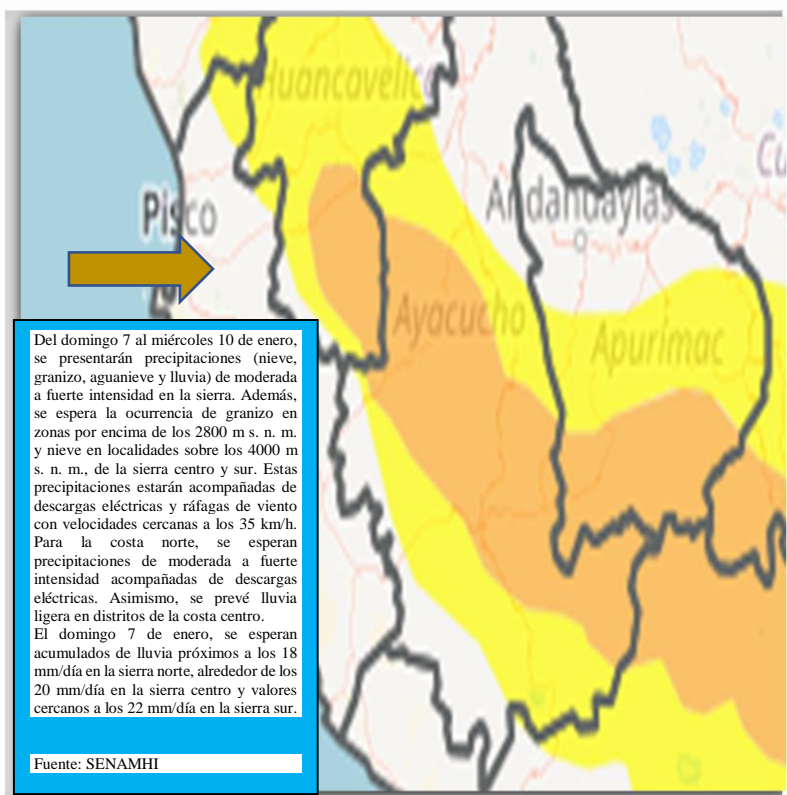 Huancavelica
Cu
Pisco
Andahuaylas
Ayacucho
Apurímac
Del domingo 7 al miércoles 10 de enero,
se presentarán precipitaciones (nieve,
granizo, aguanieve y lluvia) de moderada
a fuerte intensidad en la sierra. Además,
se espera la ocurrencia de granizo en
zonas por encima de los 2800 m s. n. m.
y nieve en localidades sobre los 4000 m
s. n. m., de la sierra centro y sur. Estas
precipitaciones estarán acompañadas de
descargas eléctricas y ráfagas de viento
con velocidades cercanas a los 35 km/h.
Para la costa norte, se esperan
precipitaciones de moderada a fuerte
intensidad acompañadas de descargas
eléctricas. Asimismo, se prevé lluvia
ligera en distritos de la costa centro.
El domingo 7 de enero, se esperan
acumulados de lluvia próximos a los 18
mm/día en la sierra norte, alrededor de los
20 mm/día en la sierra centro y valores
cercanos a los 22 mm/día en la sierra sur.
Fuente: SENAMHI